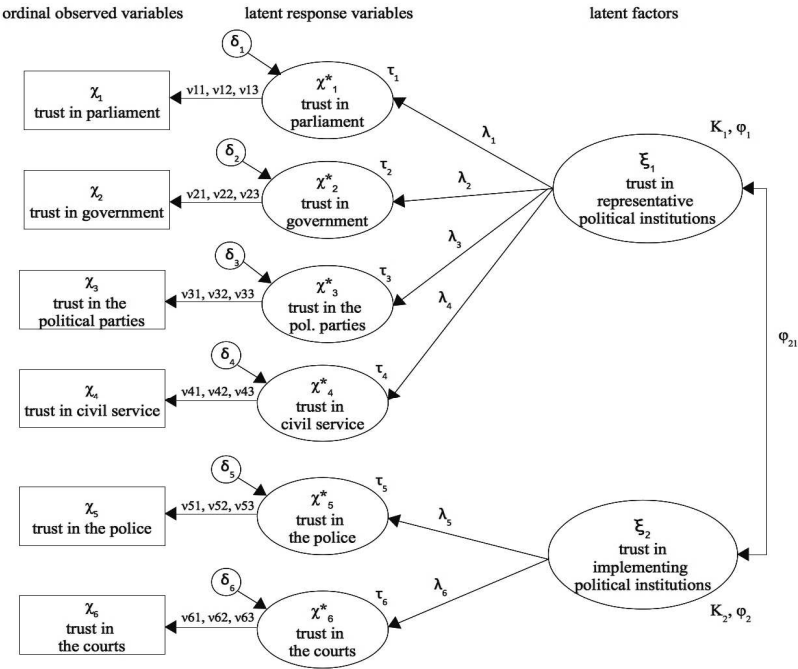 ordinal observed variables
latent response variables
latent factors
δ₁
χ₁
trust in parliament
ν11, ν12, ν13
χ*₁
trust in
parliament
τ₁
λ₁
K₁, φ₁
δ₂
χ₂
trust in government
ν21, ν22, ν23
χ*₂
trust in
government
τ₂
λ₂
ξ₁
trust in
representative
political institutions
δ₃
χ₃
trust in the
political parties
ν31, ν32, ν33
χ*₃
trust in the
pol. parties
τ₃
λ₃
λ₄
φ₂₁
δ₄
χ₄
trust in civil service
ν41, ν42, ν43
χ*₄
trust in
civil service
τ₄
δ₅
χ₅
trust in the police
ν51, ν52, ν53
χ*₅
trust in
the police
τ₅
λ₅
ξ₂
trust in
implementing
political institutions
K₂, φ₂
δ₆
χ₆
trust in
the courts
ν61, ν62, ν63
χ*₆
trust in
the courts
τ₆
λ₆